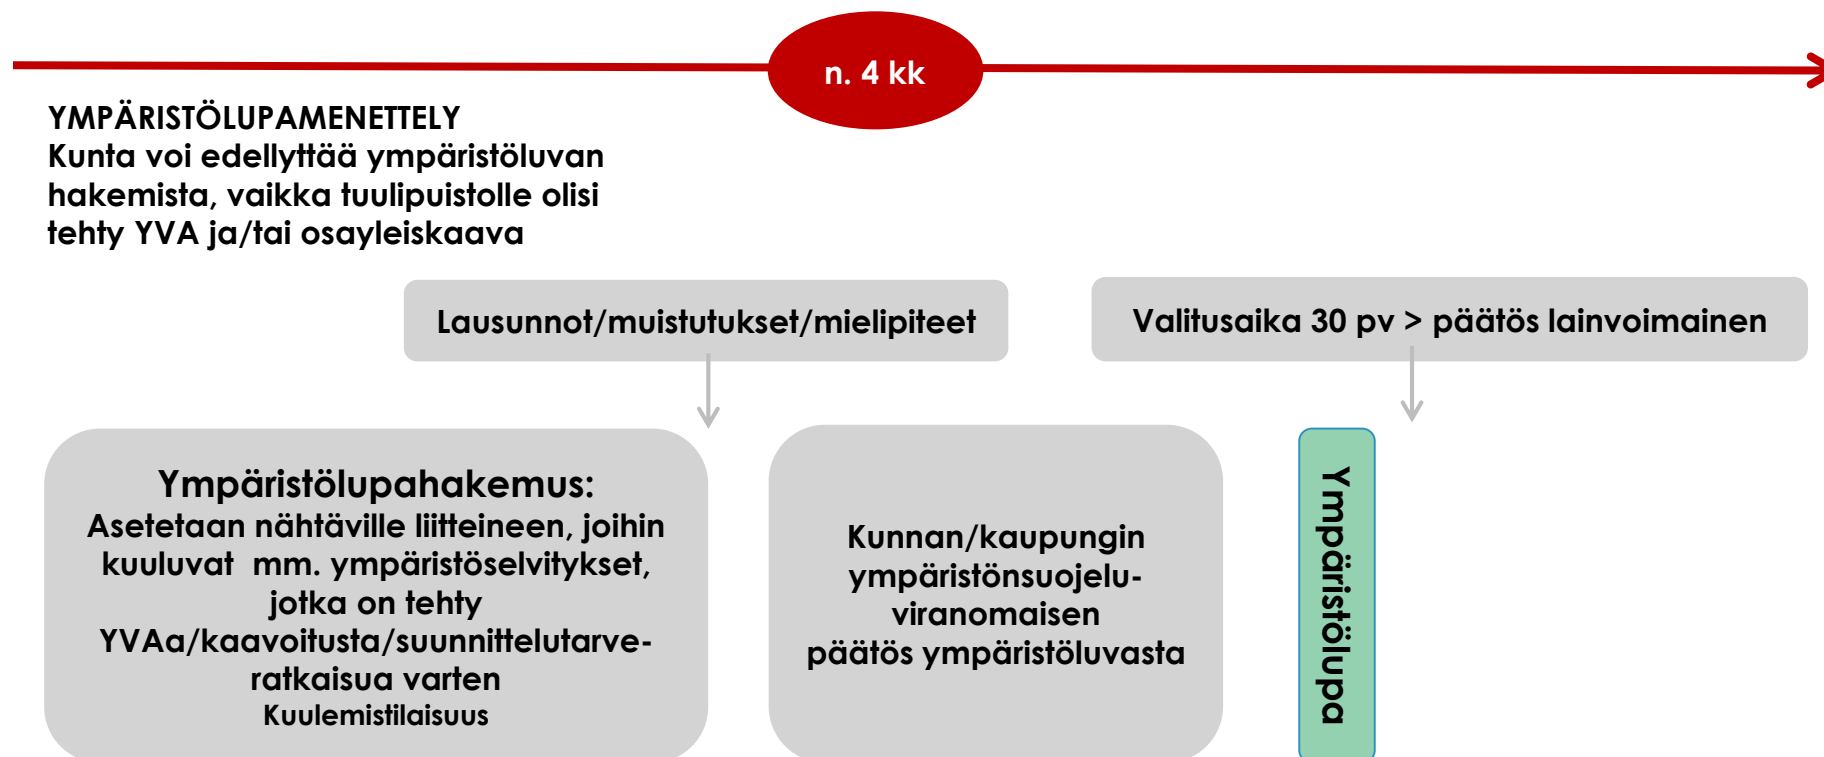 n. 4 kk
YMPÄRISTÖLUPAMENETTELY
Kunta voi edellyttää ympäristöluvan
hakemista, vaikka tuulipuistolle olisi
tehty YVA ja/tai osayleiskaava
Lausunnot/muistutukset/mielipiteet
Valitusaika 30 pv > päätös lainvoimainen
Ympäristölupahakemus:
Asetetaan nähtäville liitteineen, joihin
kuuluvat mm. ympäristöselvitykset,
jotka on tehty
YVAa/kaavoitusta/suunnittelutarve-
ratkaisua varten
Kuulemistilaisuus
Kunnan/kaupungin
ympäristönsuojelu-
viranomaisen
päätös ympäristöluvasta
Ympäristölupa